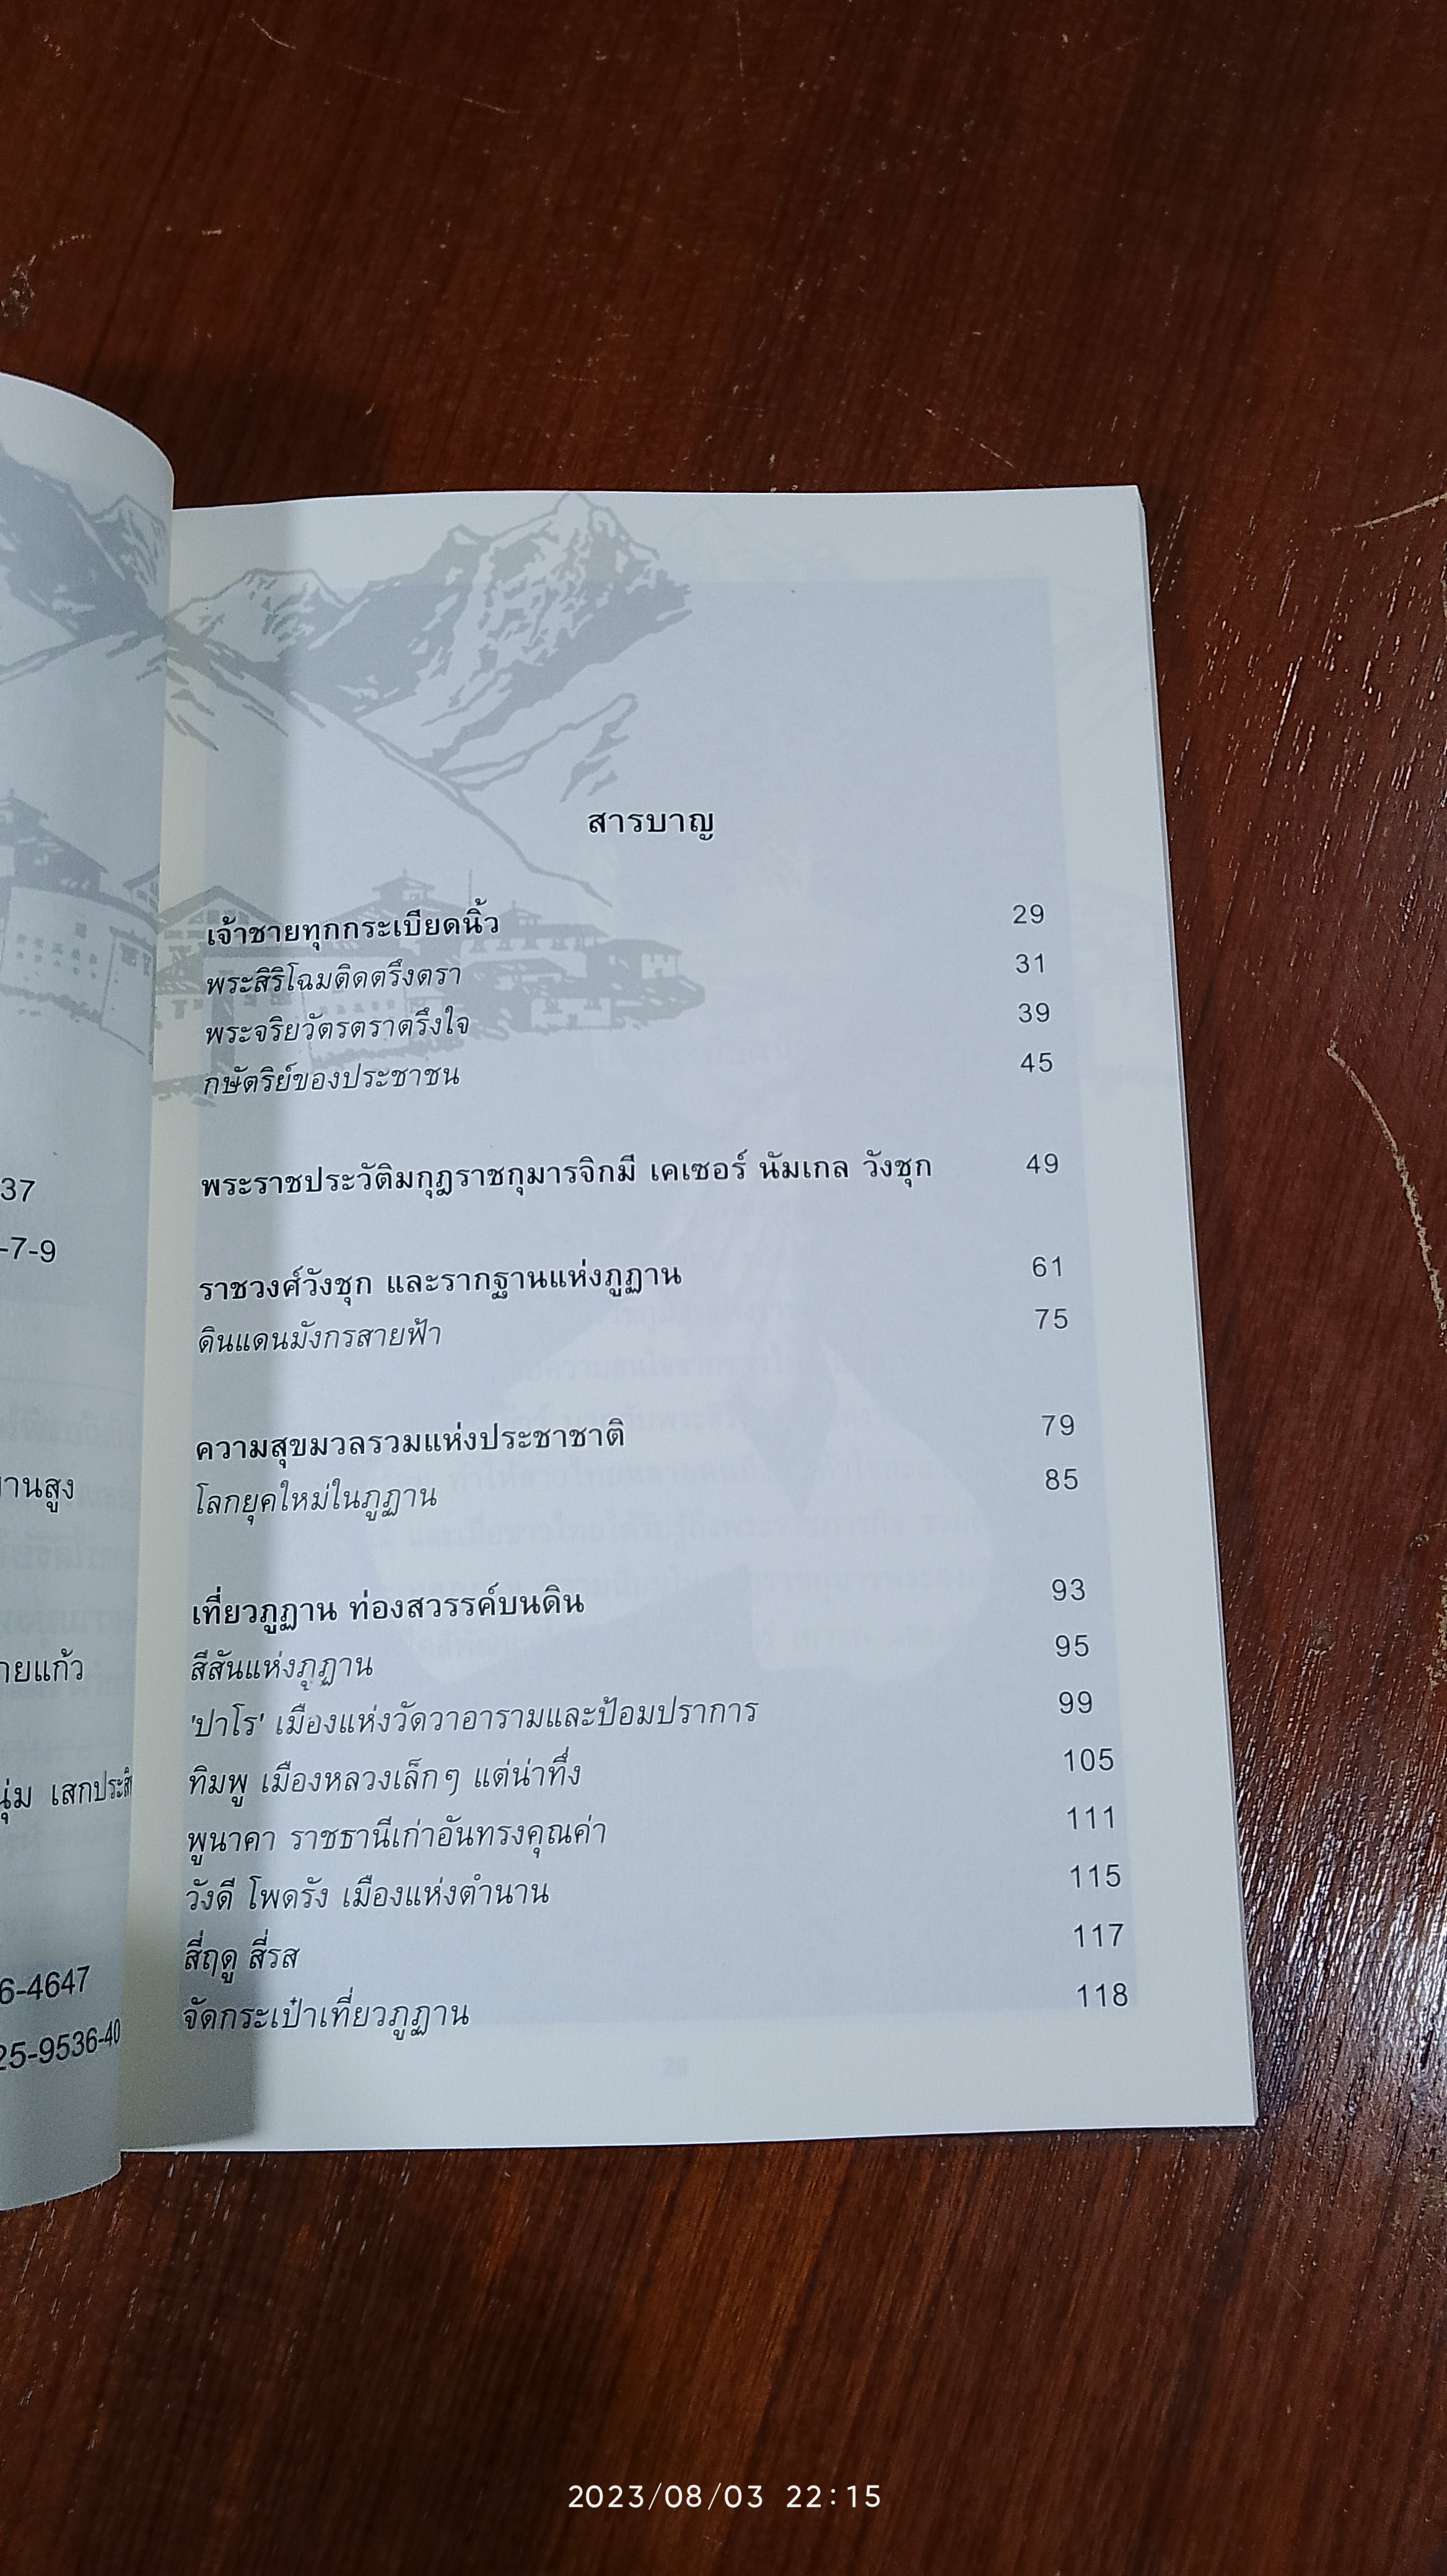 37
-7-9
านสูง
ายแก้ว
นุ่ม เสกประสิ
6-4647
25-9536-40
สารบาญ
เจ้าชายทุกกระเบียดนิ้ว 29
พระสิริโฉมติดตรึงตรา 31
พระจริยวัตรตราตรึงใจ 39
กษัตริย์ของประชาชน 45
พระราชประวัติมกุฎราชกุมารจิกมี เคเซอร์ นัมเกล วังชุก 49
ราชวงศ์วังชุก และรากฐานแห่งภูฏาน 61
ดินแดนมังกรสายฟ้า 75
ความสุขมวลรวมแห่งประชาชาติ 79
โลกยุคใหม่ในภูฏาน 85
เที่ยวภูฏาน ท่องสวรรค์บนดิน 93
สีสันแห่งภูฏาน 95
'ปาโร' เมืองแห่งวัดวาอารามและป้อมปราการ 99
ทิมพู เมืองหลวงเล็กๆ แต่น่าทึ่ง 105
พูนาคา ราชธานีเก่าอันทรงคุณค่า 111
วังดี โพดรัง เมืองแห่งตำนาน 115
สี่ฤดู สี่รส 117
จัดกระเป๋าเที่ยวภูฏาน 118
2023/08/03 22:15